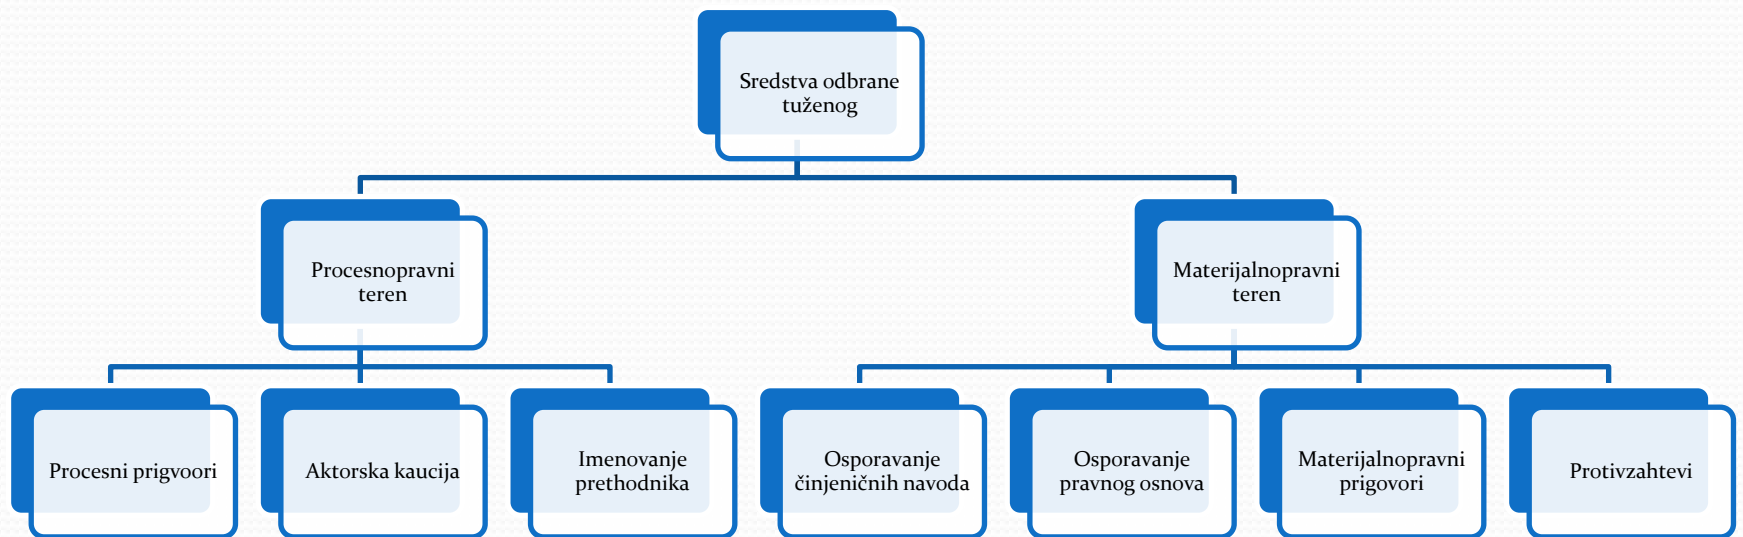 Sredstva odbrane
tuženog
Procesnopravni
teren
Materijalnopravni
teren
Procesni prigvoori
Aktorska kaucija
Imenovanje
prethodnika
Osporavanje
činjeničnih navoda
Osporavanje
pravnog osnova
Materijalnopravni
prigovori
Protivzahtevi